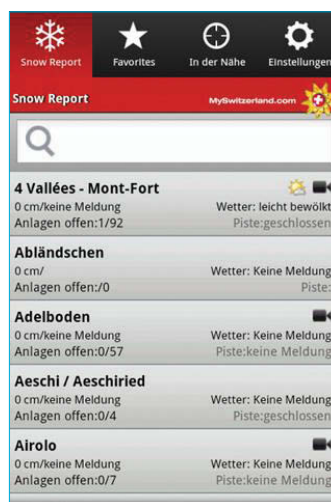 Snow Report Favorites In der Nähe Einstellungen
Snow Report MySwitzerland.com
4 Vallées - Mont-Fort
0 cm/keine Meldung Wetter: leicht bewölkt
Anlagen offen:1/92 Piste:geschlossen
Abländschen
0 cm/ Wetter: Keine Meldung
Anlagen offen:/0 Piste:
Adelboden
0 cm/keine Meldung Wetter: Keine Meldung
Anlagen offen:0/57 Piste:keine Meldung
Aeschi / Aeschiried
0 cm/keine Meldung Wetter: Keine Meldung
Anlagen offen:0/4 Piste:geschlossen
Airolo
0 cm/keine Meldung Wetter: Keine Meldung
Anlagen offen:0/7 Piste:keine Meldung